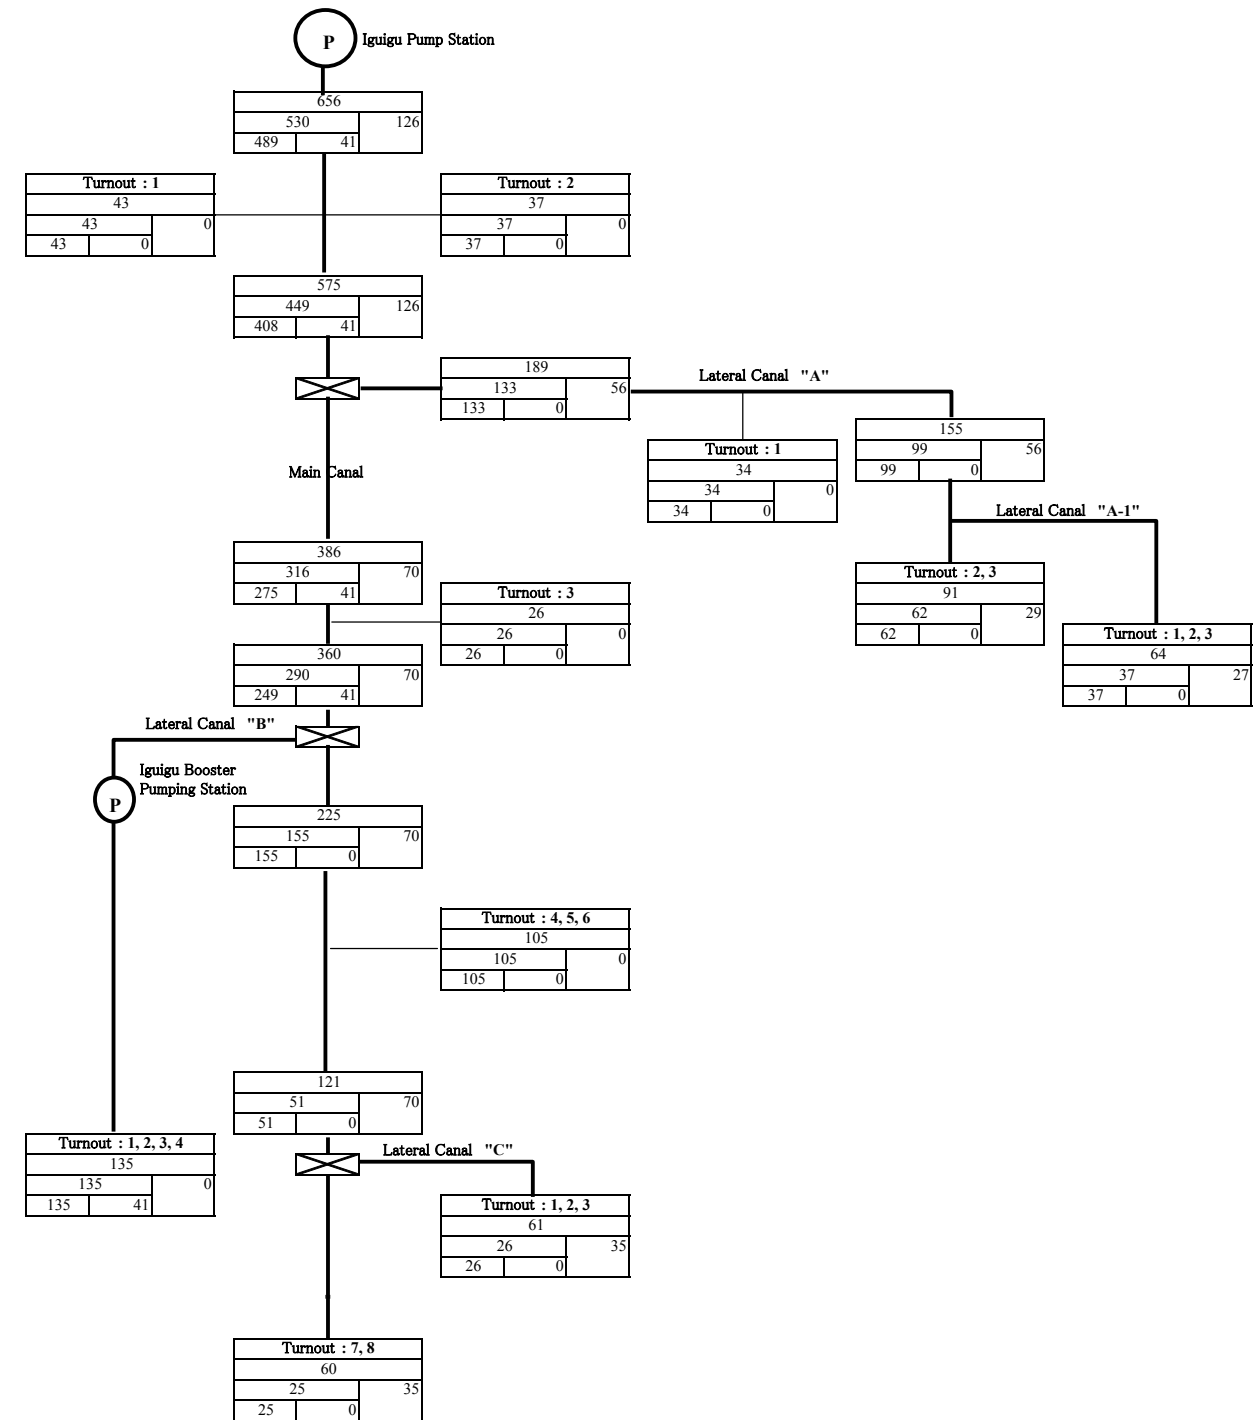 P
Iguigu Pump Station
656
530 126
489 41
Turnout : 1
43
43 0
43 0
Turnout : 2
37
37 0
37 0
575
449 126
408 41
189
133 56
133 0
Lateral Canal "A"
Turnout : 1
34
34 0
34 0
155
99 56
99 0
Main Canal
Lateral Canal "A-1"
386
316 70
275 41
Turnout : 2, 3
91
62 29
62 0
Turnout : 3
26
26 0
26 0
Turnout : 1, 2, 3
64
37 27
37 0
360
290 70
249 41
Lateral Canal "B"
P
Iguigu Booster
Pumping Station
225
155 70
155 0
Turnout : 4, 5, 6
105
105 0
105 0
121
51 70
51 0
Turnout : 1, 2, 3, 4
135
135 0
135 41
Lateral Canal "C"
Turnout : 1, 2, 3
61
26 35
26 0
Turnout : 7, 8
60
25 35
25 0